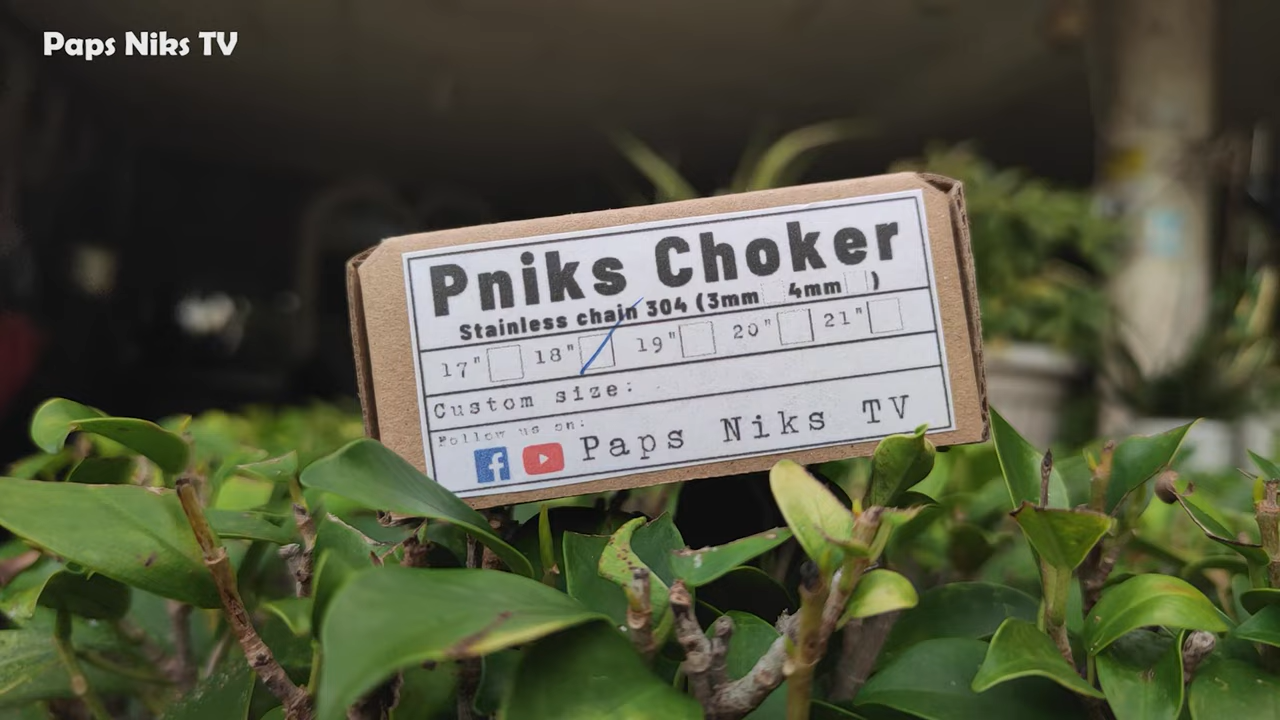 Paps Niks TV
Pniks Choker
Stainless chain 304 (3mm 4mm )
17" 18" 19" 20" 21"
Custom size:
Follow us on:
Paps Niks TV